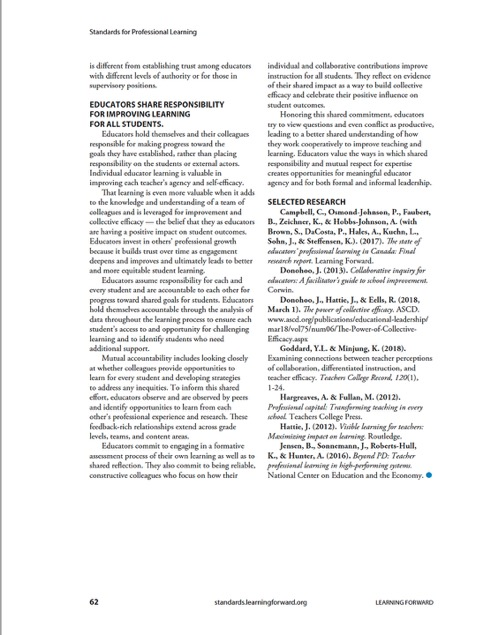 Standards for Professional Learning
is different from establishing trust among educators
with different levels of authority or for those in
supervisory positions.
EDUCATORS SHARE RESPONSIBILITY
FOR IMPROVING LEARNING
FOR ALL STUDENTS.
Educators hold themselves and their colleagues
responsible for making progress toward the
goals they have established, rather than placing
responsibility on the students or external actors.
Individual educator learning is valuable in
improving each teacher's agency and self-efficacy.
That learning is even more valuable when it adds
to the knowledge and understanding of a team of
colleagues and is leveraged for improvement and
collective efficacy — the belief that they as educators
are having a positive impact on student outcomes.
Educators invest in others' professional growth
because it builds trust over time as engagement
deepens and improves and ultimately leads to better
and more equitable student learning.
Educators assume responsibility for each and
every student and are accountable to each other for
progress toward shared goals for students. Educators
hold themselves accountable through the analysis of
data throughout the learning process to ensure each
student's access to and opportunity for challenging
learning and to identify students who need
additional support.
Mutual accountability includes looking closely
at whether colleagues provide opportunities to
learn for every student and developing strategies
to address any inequities. To inform this shared
effort, educators observe and are observed by peers
and identify opportunities to learn from each
other's professional experience and research. These
feedback-rich relationships extend across grade
levels, teams, and content areas.
Educators commit to engaging in a formative
assessment process of their own learning as well as to
shared reflection. They also commit to being reliable,
constructive colleagues who focus on how their
individual and collaborative contributions improve
instruction for all students. They reflect on evidence
of their shared impact as a way to build collective
efficacy and celebrate their positive influence on
student outcomes.
Honoring this shared commitment, educators
try to view questions and even conflict as productive,
leading to a better shared understanding of how
they work cooperatively to improve teaching and
learning. Educators value the ways in which shared
responsibility and mutual respect for expertise
creates opportunities for meaningful educator
agency and for both formal and informal leadership.
SELECTED RESEARCH
Campbell, C., Osmond-Johnson, P., Faubert,
B., Zeichner, K., & Hobbs-Johnson, A. (with
Brown, S., DaCosta, P., Hales, A., Kuehn, L.,
Sohn, J., & Steffensen, K.). (2017). The state of
educators' professional learning in Canada: Final
research report. Learning Forward.
Donohoo, J. (2013). Collaborative inquiry for
educators: A facilitator's guide to school improvement.
Corwin.
Donohoo, J., Hattie, J., & Eells, R. (2018,
March 1). The power of collective efficacy. ASCD.
www.ascd.org/publications/educational-leadership/
mar18/vol75/num06/The-Power-of-Collective-
Efficacy.aspx
Goddard, Y.L. & Minjung, K. (2018).
Examining connections between teacher perceptions
of collaboration, differentiated instruction, and
teacher efficacy. Teachers College Record, 120(1),
1-24.
Hargreaves, A. & Fullan, M. (2012).
Professional capital: Transforming teaching in every
school. Teachers College Press.
Hattie, J. (2012). Visible learning for teachers:
Maximizing impact on learning. Routledge.
Jensen, B., Sonnemann, J., Roberts-Hull,
K., & Hunter, A. (2016). Beyond PD: Teacher
professional learning in high-performing systems.
National Center on Education and the Economy.
62
standards.learningforward.org
LEARNING FORWARD